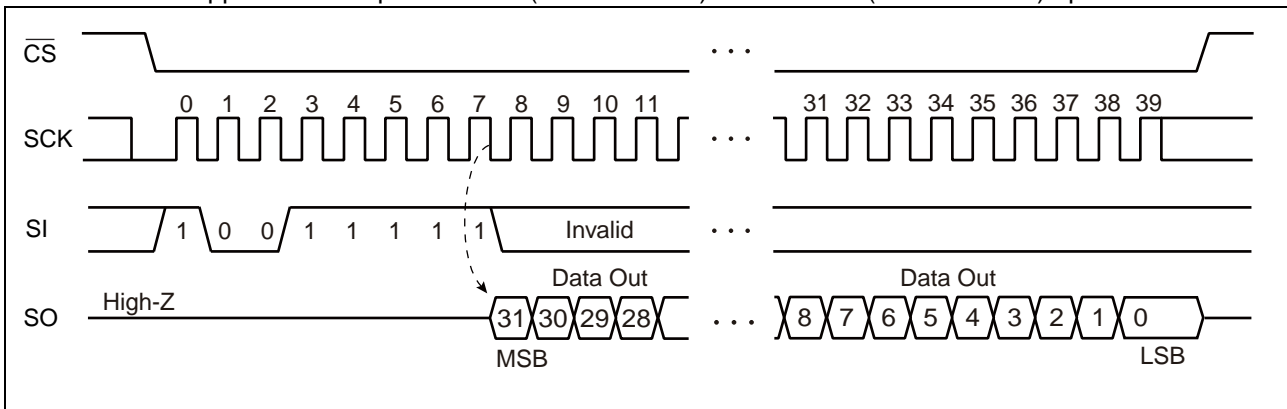 CS
0 1 2 3 4 5 6 7 8 9 10 11 31 32 33 34 35 36 37 38 39
SCK
SI 1 0 0 1 1 1 1 1 Invalid
Data Out Data Out
High-Z
SO 31 30 29 28 8 7 6 5 4 3 2 1 0
MSB LSB